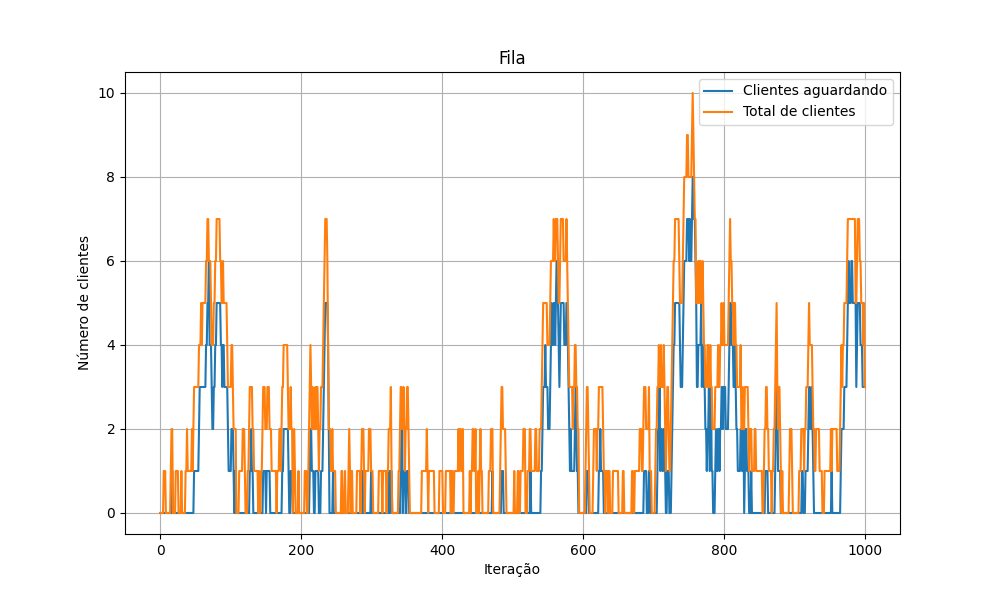 Fila
Clientes aguardando
Total de clientes
Número de clientes
10
8
6
4
2
0
0 200 400 600 800 1000
Iteração